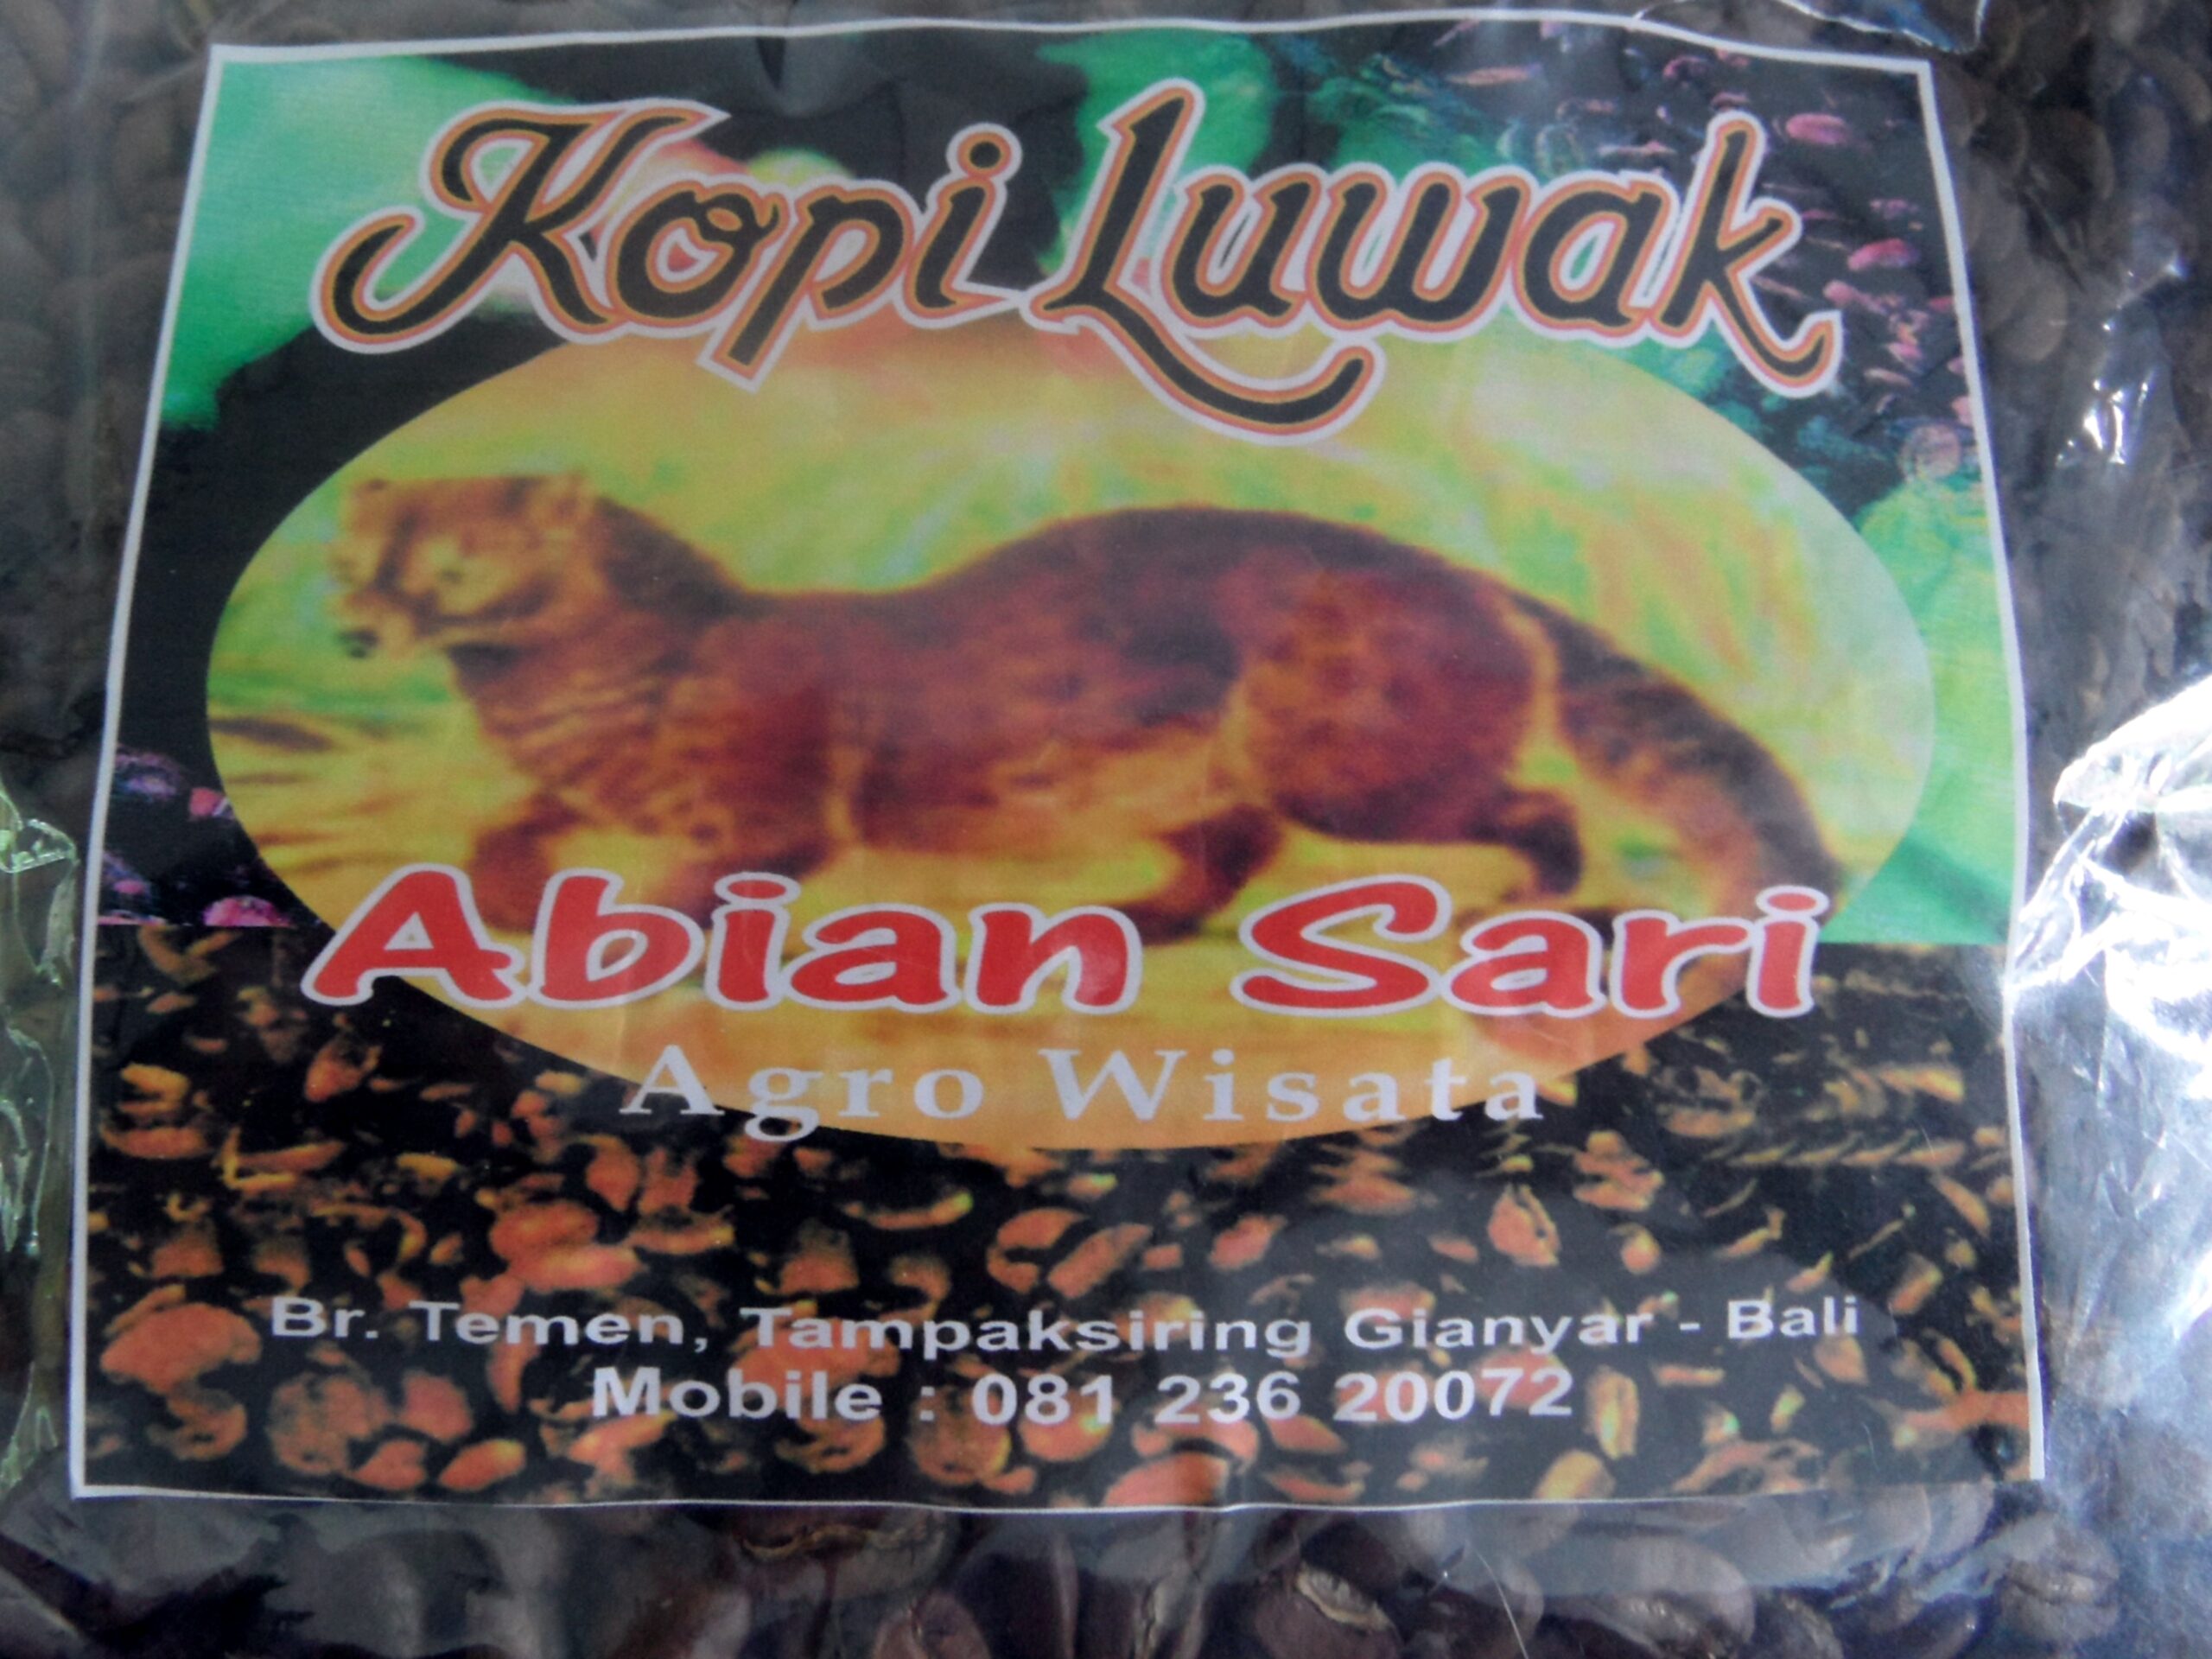 Kopi Luwak
Abian Sari
Agro Wisata
Br. Temen, Tampaksiring Gianyar - Bali
Mobile : 081 236 20072